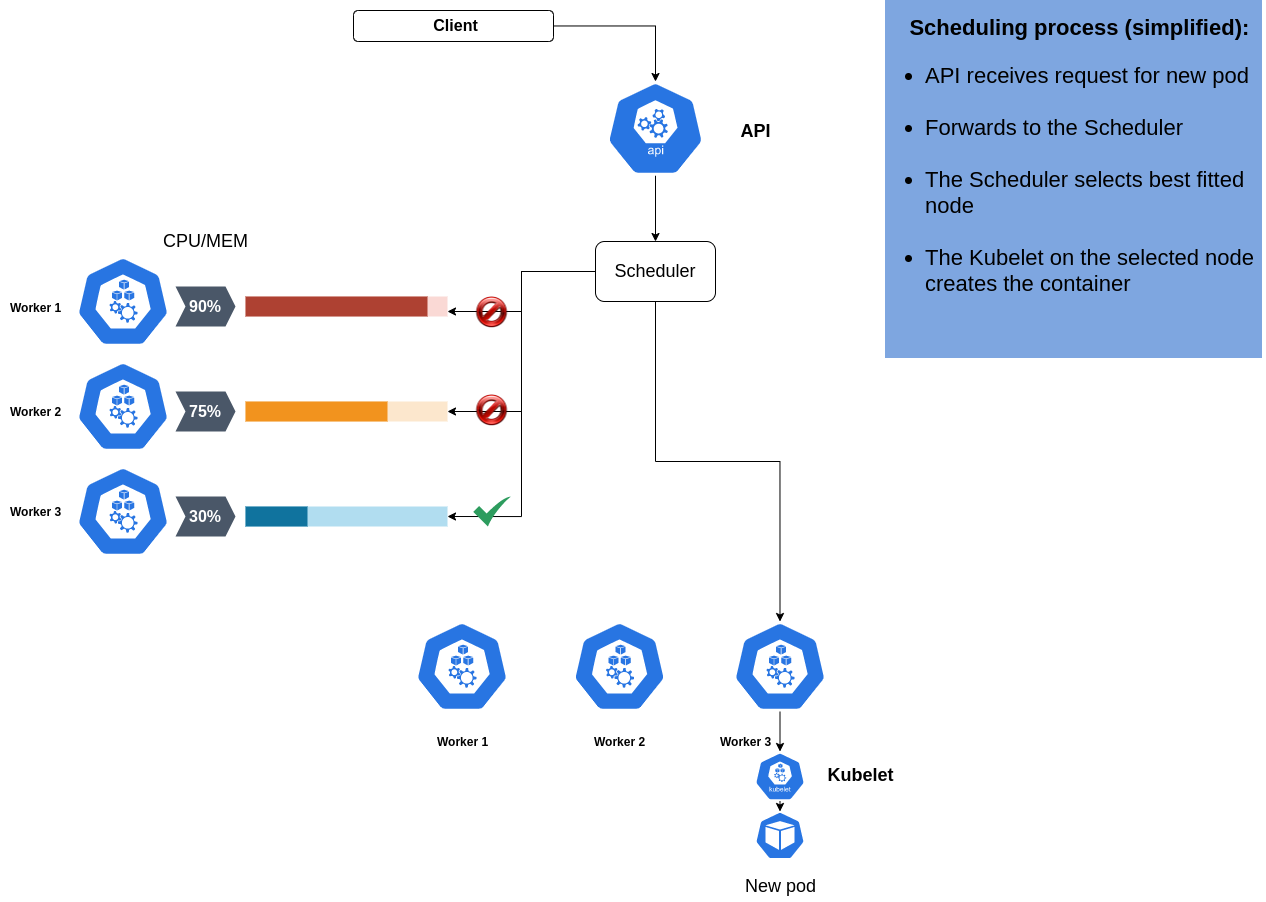 Client
Scheduling process (simplified):
API receives request for new pod
Forwards to the Scheduler
The Scheduler selects best fitted
node
The Kubelet on the selected node
creates the container
api
API
CPU/MEM
Scheduler
Worker 1
90%
Worker 2
75%
Worker 3
30%
Worker 1
Worker 2
Worker 3
kubelet
Kubelet
New pod